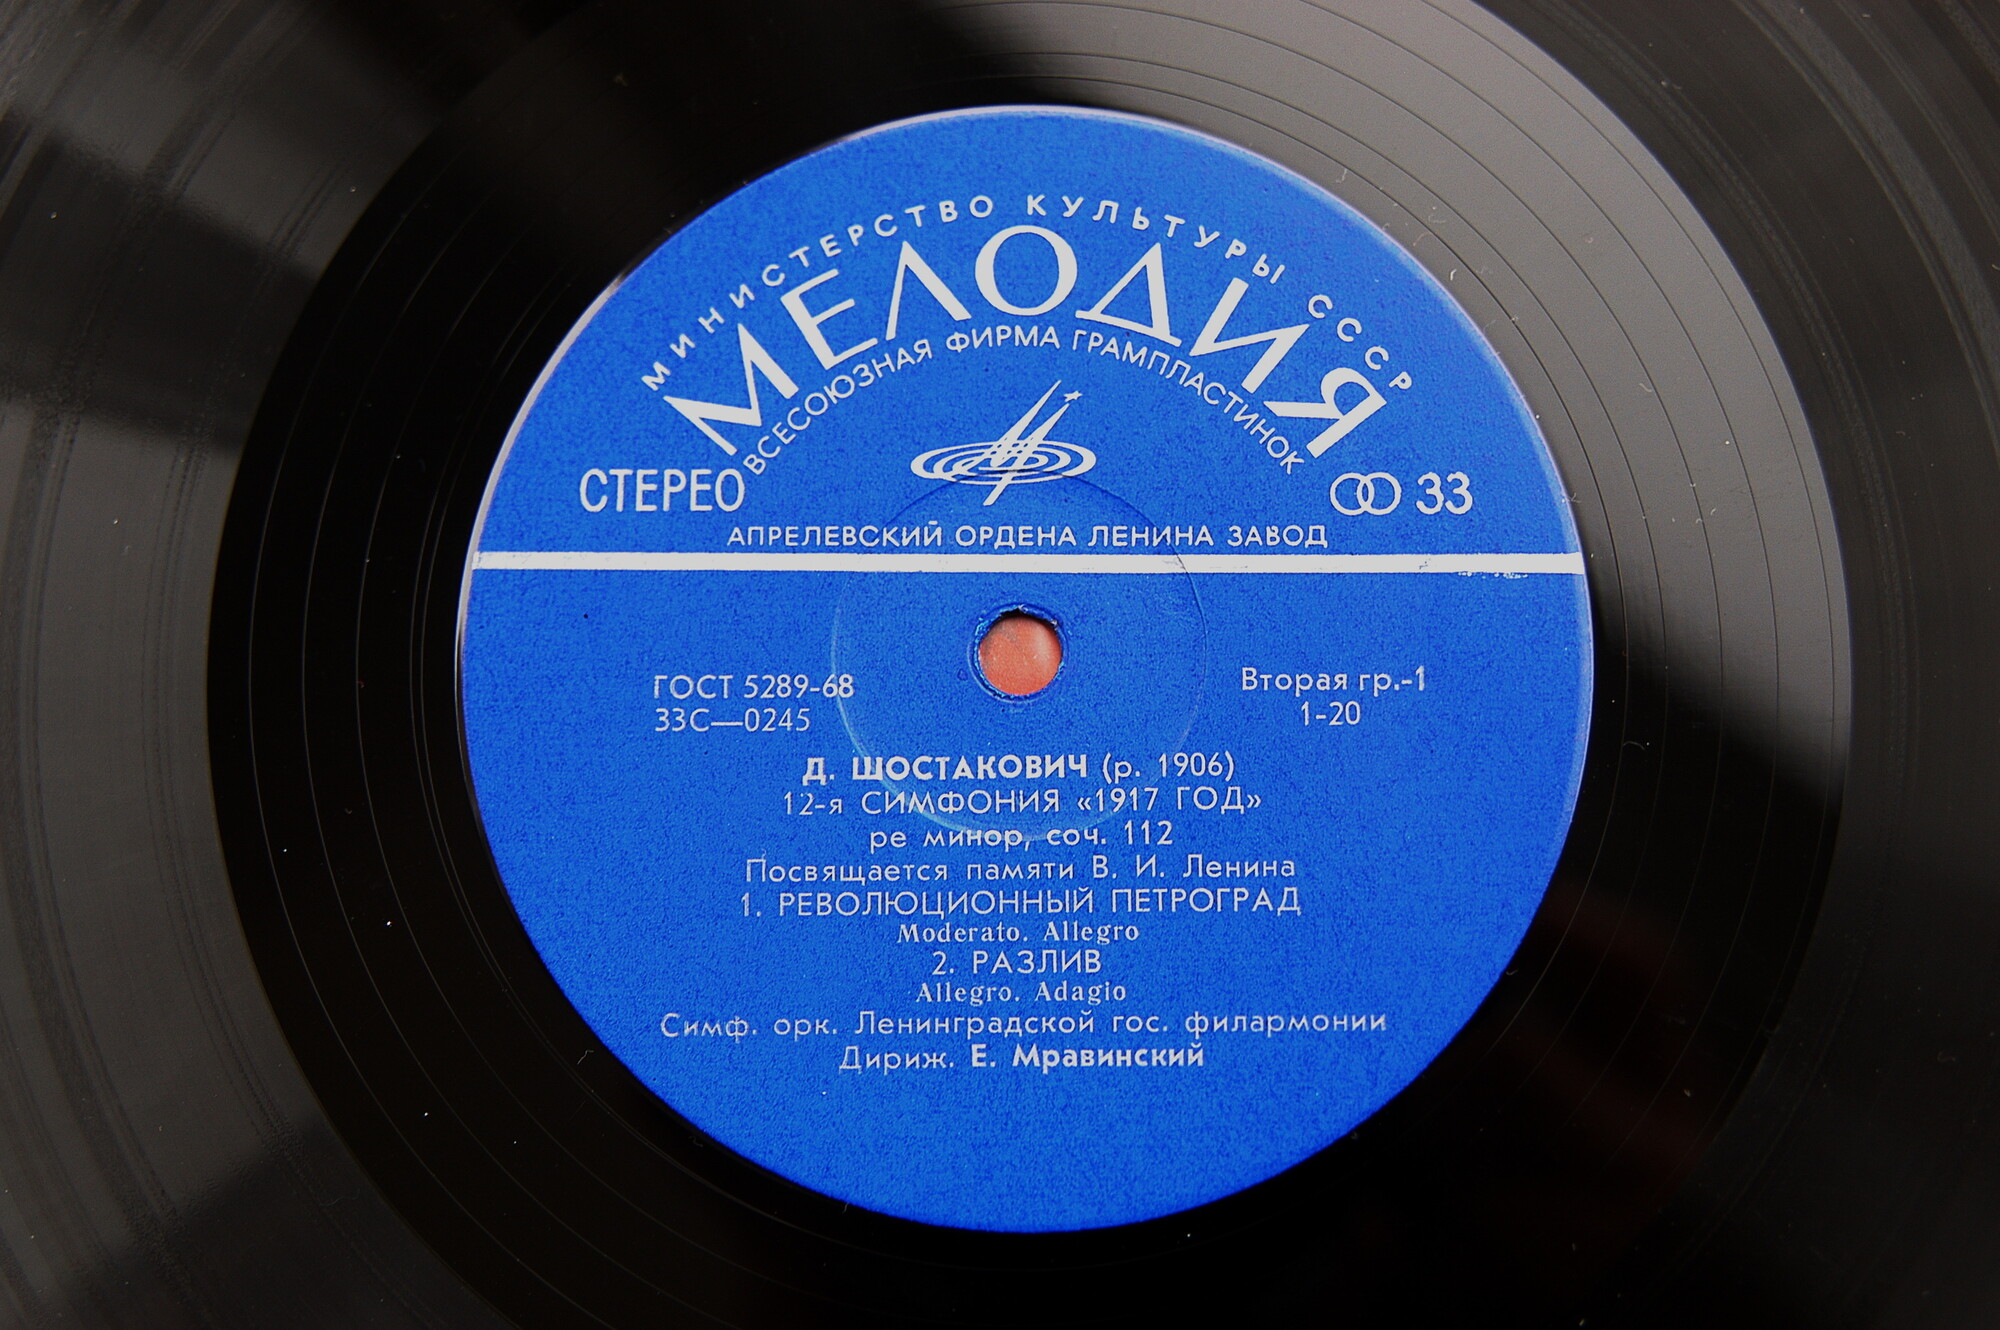 МИНИСТЕРСТВО КУЛЬТУРЫ СССР
МЕЛОДИЯ
ВСЕСОЮЗНАЯ ФИРМА ГРАМПЛАСТИНОК
СТЕРЕО
33
АПРЕЛЕВСКИЙ ОРДЕНА ЛЕНИНА ЗАВОД
ГОСТ 5289-68
33С—0245
Вторая гр.-1
1-20
Д. ШОСТАКОВИЧ (р. 1906)
12-я СИМФОНИЯ «1917 ГОД»
ре минор, соч. 112
Посвящается памяти В. И. Ленина
1. РЕВОЛЮЦИОННЫЙ ПЕТРОГРАД
Moderato. Allegro
2. РАЗЛИВ
Allegro. Adagio
Симф. орк. Ленинградской гос. филармонии
Дириж. Е. Мравинский